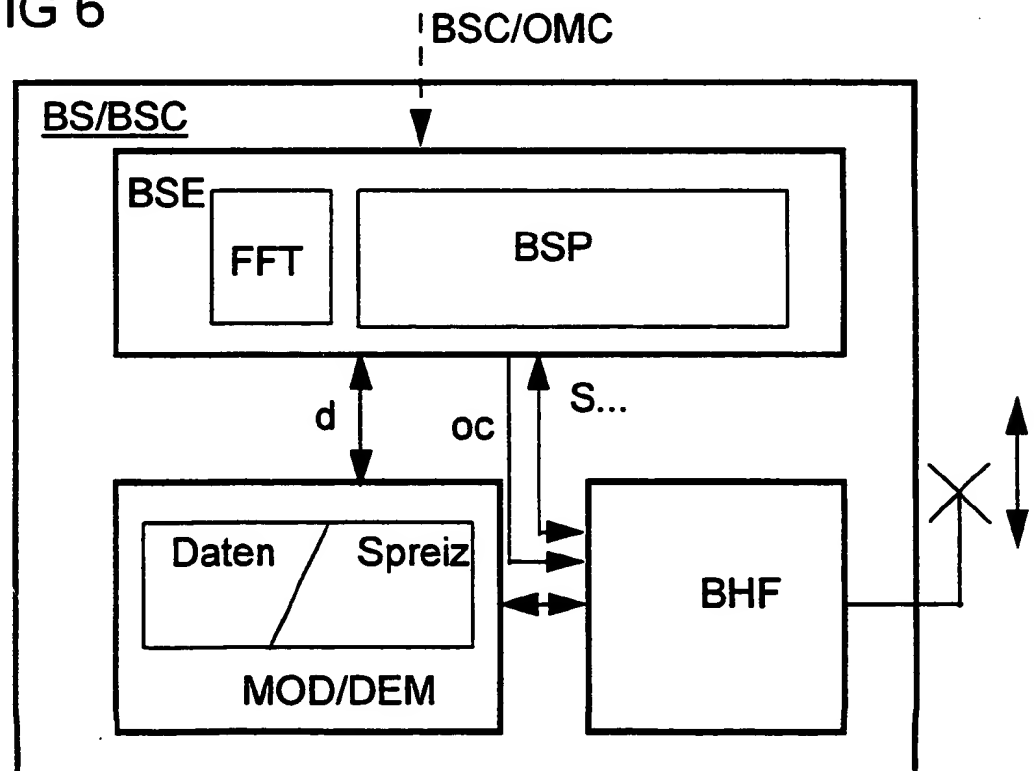 IG 6
BSC/OMC
BS/BSC
BSE
FFT
BSP
d
oc
S...
Daten
Spreiz
BHF
MOD/DEM